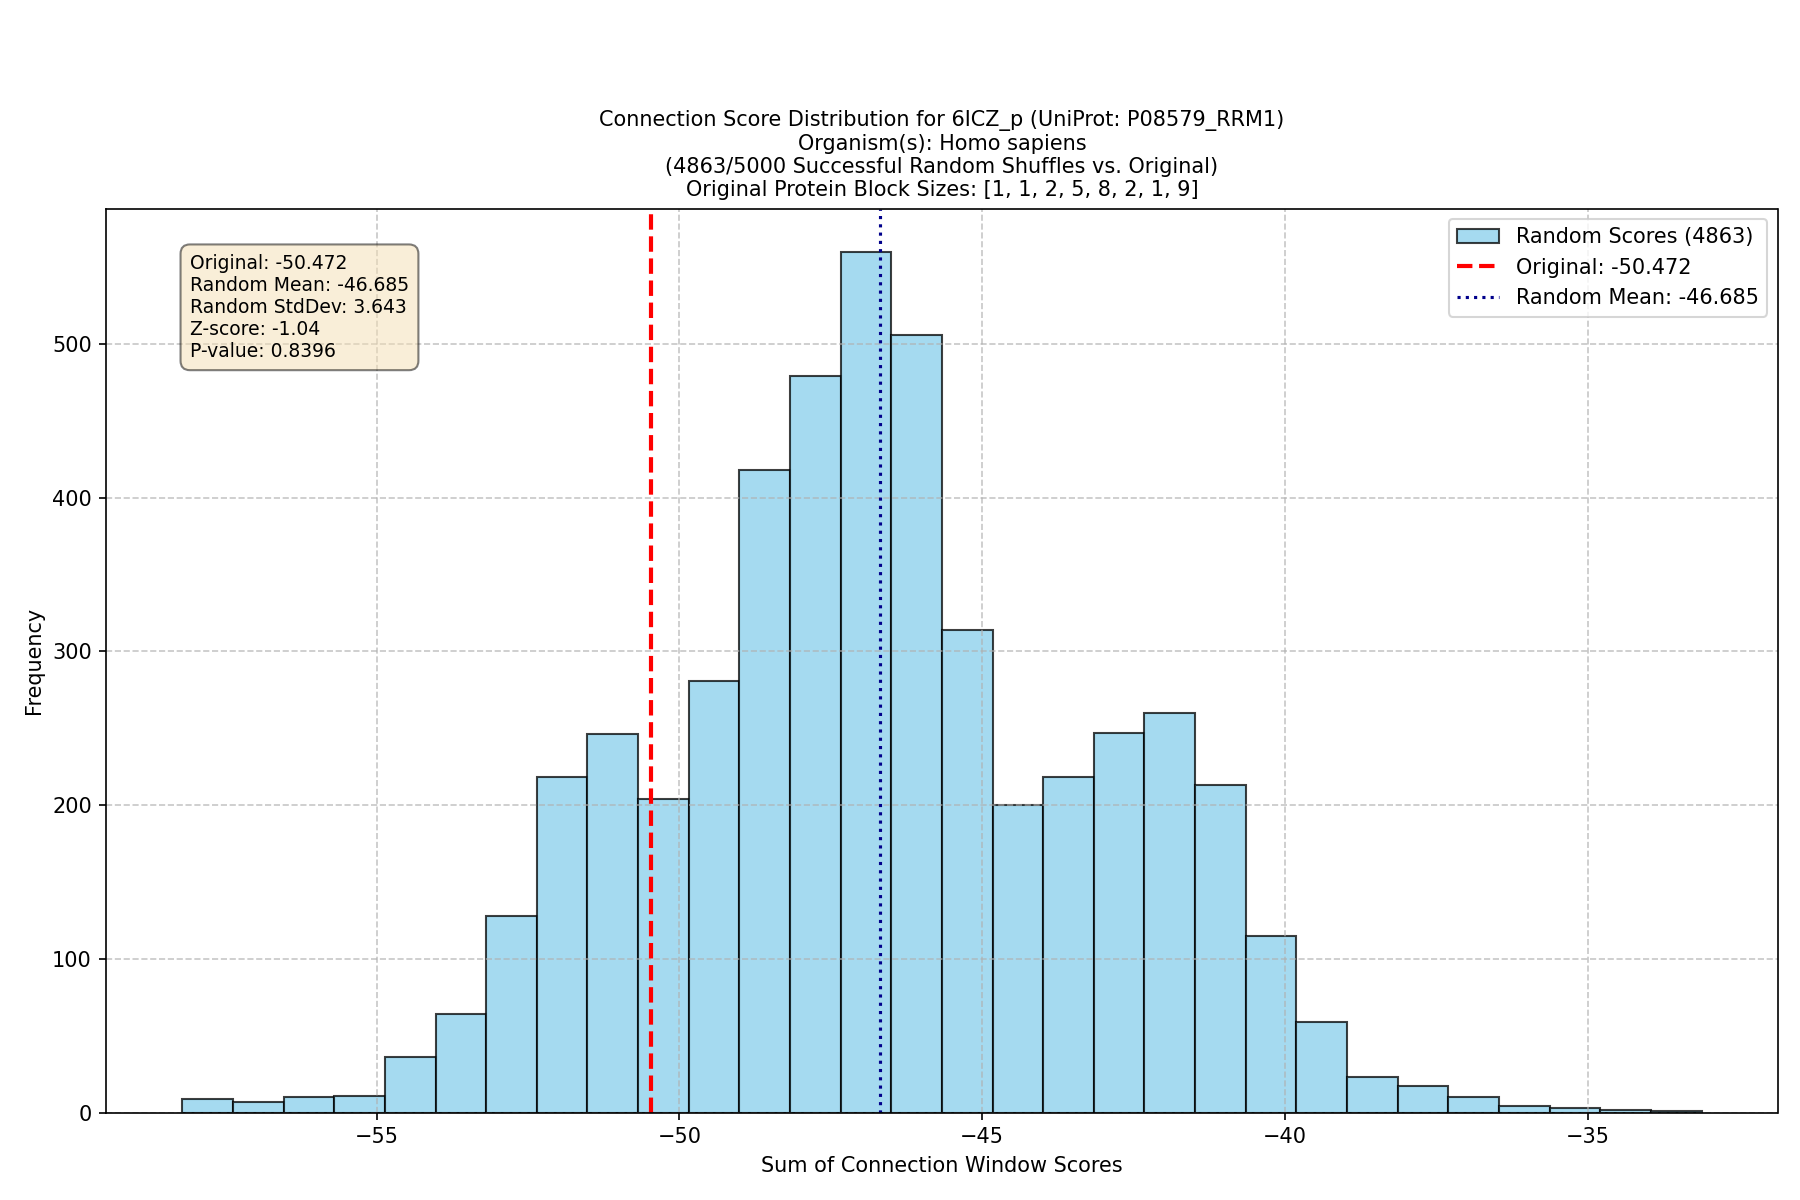 Connection Score Distribution for 6ICZ_p (UniProt: P08579_RRM1)
Organism(s): Homo sapiens
(4863/5000 Successful Random Shuffles vs. Original)
Original Protein Block Sizes: [1, 1, 2, 5, 8, 2, 1, 9]
Original: -50.472
Random Mean: -46.685
Random StdDev: 3.643
Z-score: -1.04
P-value: 0.8396
Random Scores (4863)
Original: -50.472
Random Mean: -46.685
Frequency
500
400
300
200
100
0
−55
−50
−45
−40
−35
Sum of Connection Window Scores